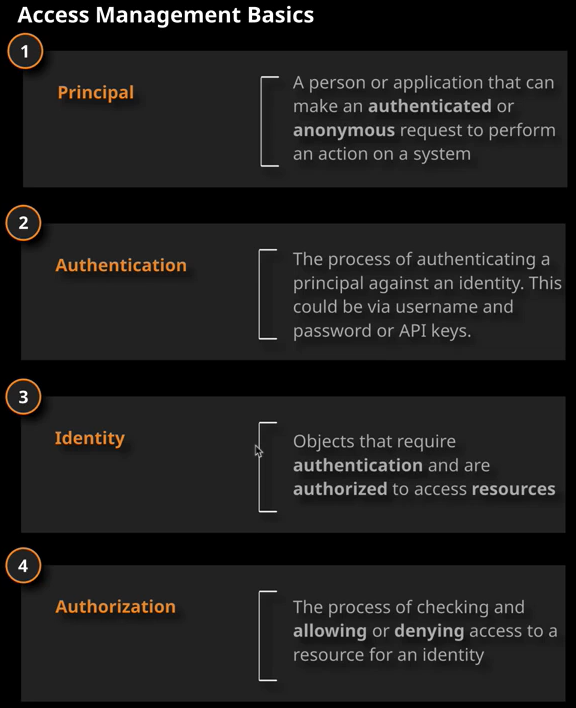 Access Management Basics
1
Principal
A person or application that can
make an authenticated or
anonymous request to perform
an action on a system
2
Authentication
The process of authenticating a
principal against an identity. This
could be via username and
password or API keys.
3
Identity
Objects that require
authentication and are
authorized to access resources
4
Authorization
The process of checking and
allowing or denying access to a
resource for an identity